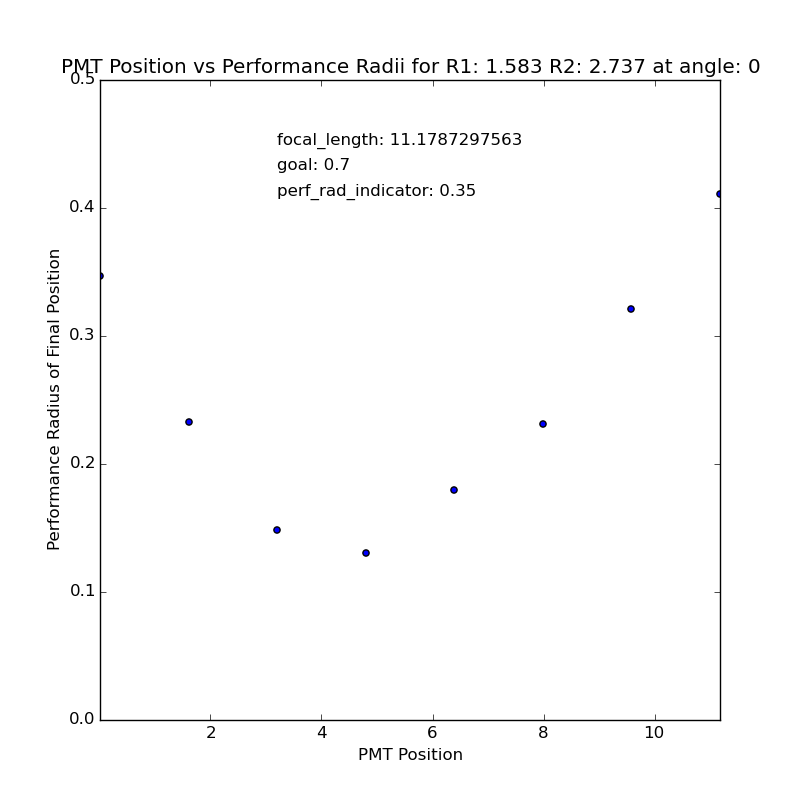 PMT Position vs Performance Radii for R1: 1.583 R2: 2.737 at angle: 0
0.5
focal_length: 11.1787297563
goal: 0.7
perf_rad_indicator: 0.35
0.4
0.3
0.2
0.1
0.0
Performance Radius of Final Position
2 4 6 8 10
PMT Position